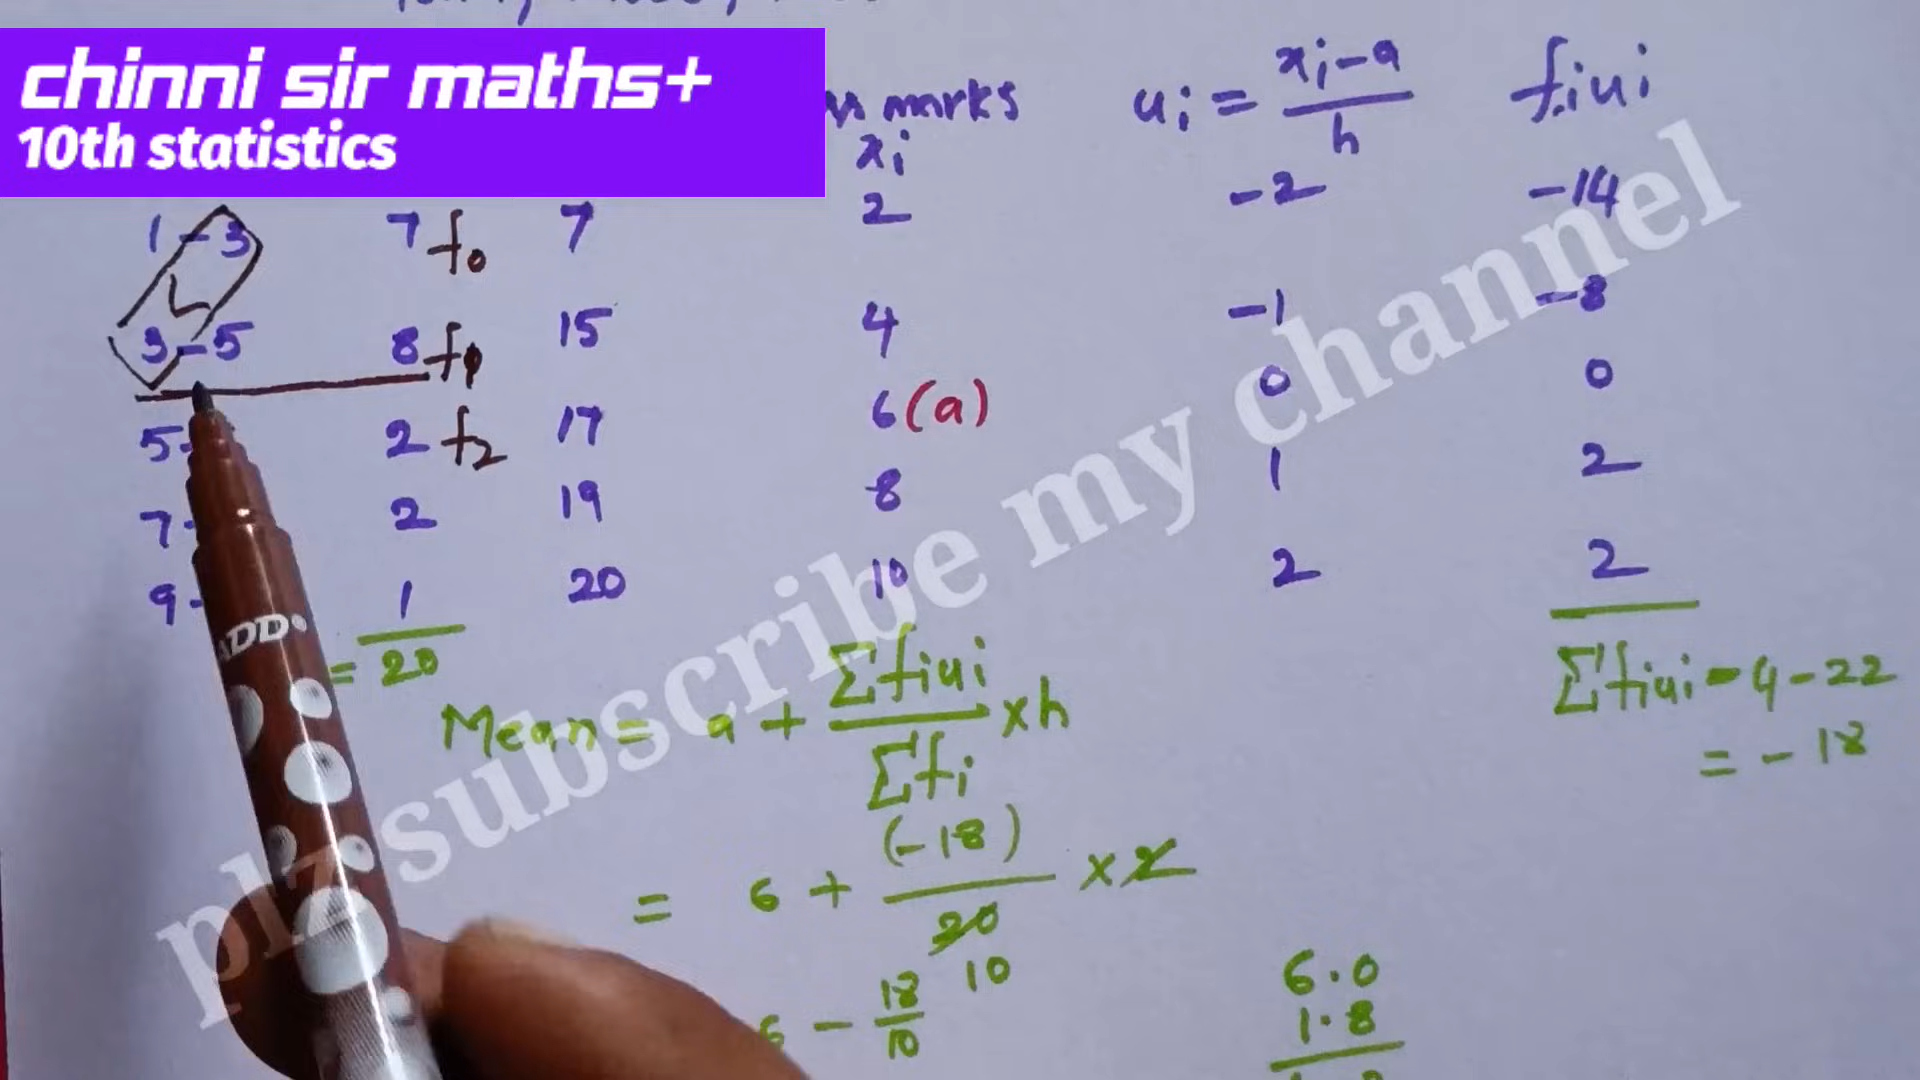 chinni sir maths+
10th statistics
marks
xi
ui = xi-a / h
fiui
1-3 7 f0 7 2 -2 -14
L
3-5 8 f1 15 4 -1 -8
5- 2 f2 17 6 (a) 0 0
7- 2 19 8 1 2
9- 1 20 10 2 2
= 20
Σfiui = 4-22
= -18
Mean = a + Σfiui / Σfi xh
= 6 + (-18) / 20 x 2
10
6 - 18/10
6.0
1.8
plz subscribe my channel
ADD